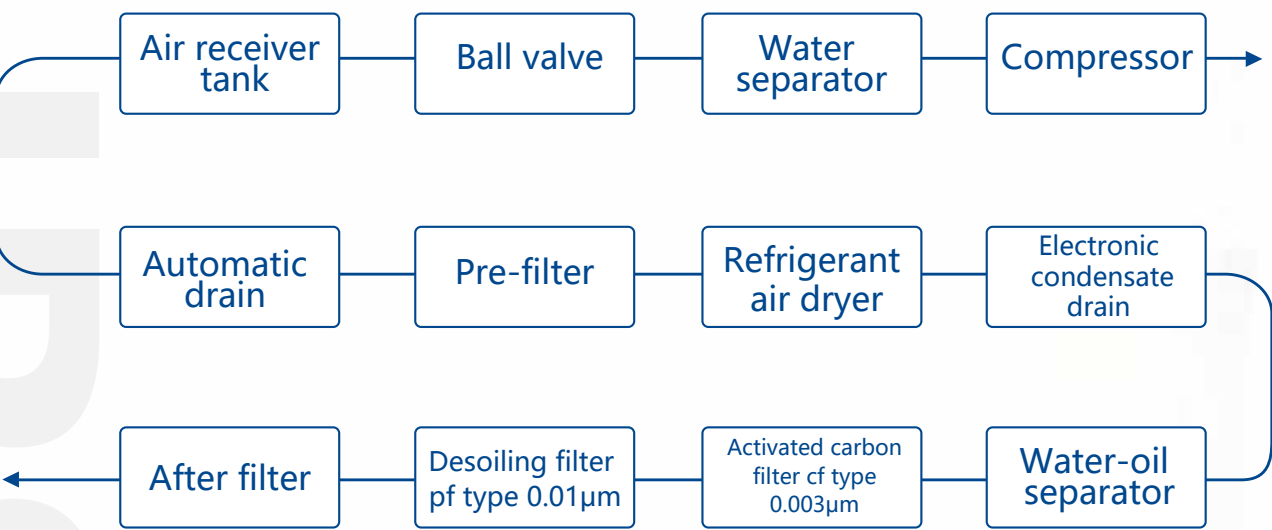 Air receiver
tank
Ball valve
Water
separator
Compressor
Automatic
drain
Pre-filter
Refrigerant
air dryer
Electronic
condensate
drain
After filter
Desoiling filter
pf type 0.01μm
Activated carbon
filter cf type
0.003μm
Water-oil
separator